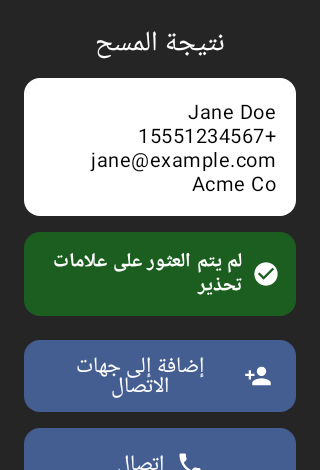 نتيجة المسح
Jane Doe
15551234567+
jane@example.com
Acme Co
لم يتم العثور على علامات
تحذير
إضافة إلى جهات
الاتصال
اتصال